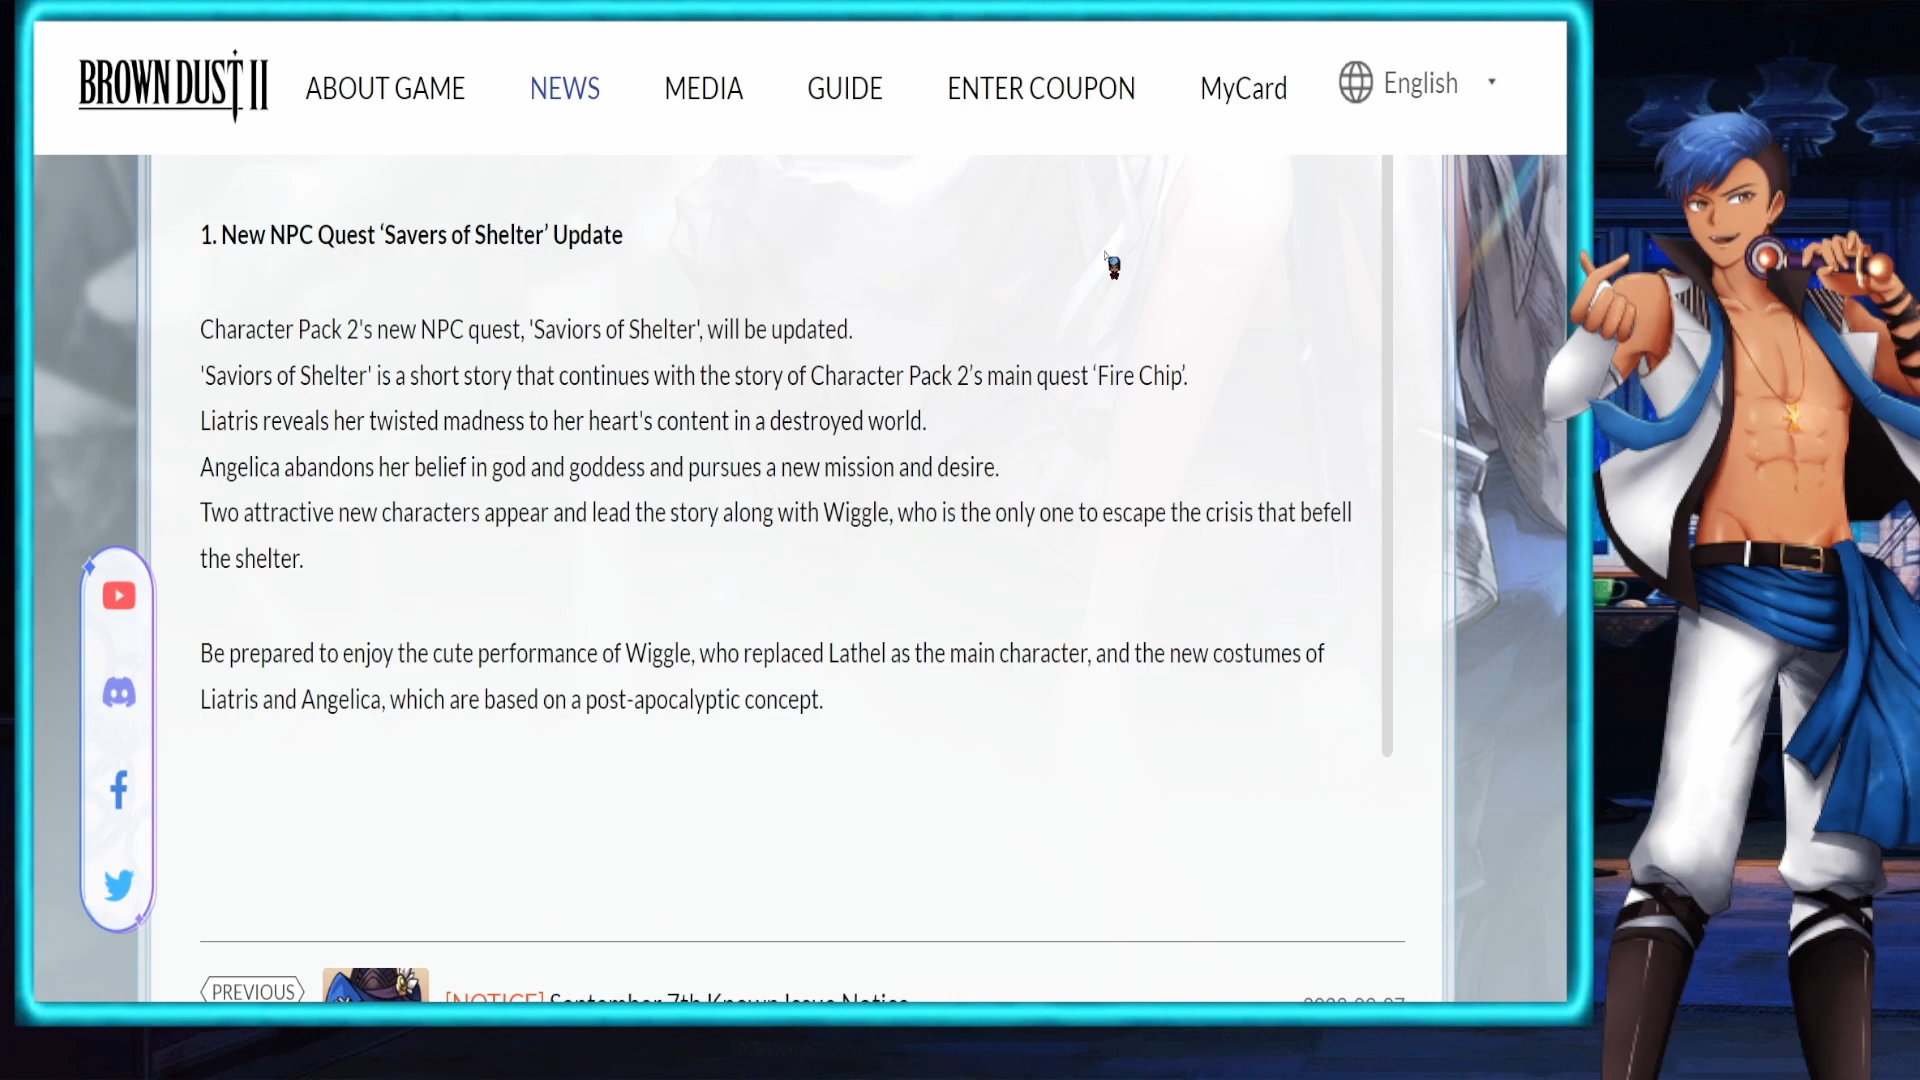 BROWN DUST II ABOUT GAME NEWS MEDIA GUIDE ENTER COUPON MyCard English
1. New NPC Quest ‘Savers of Shelter’ Update
Character Pack 2's new NPC quest, 'Saviors of Shelter', will be updated.
'Saviors of Shelter' is a short story that continues with the story of Character Pack 2’s main quest ‘Fire Chip’.
Liatris reveals her twisted madness to her heart's content in a destroyed world.
Angelica abandons her belief in god and goddess and pursues a new mission and desire.
Two attractive new characters appear and lead the story along with Wiggle, who is the only one to escape the crisis that befell
the shelter.
Be prepared to enjoy the cute performance of Wiggle, who replaced Lathel as the main character, and the new costumes of
Liatris and Angelica, which are based on a post-apocalyptic concept.
PREVIOUS [NOTICE] September 7th Known Issue Notice